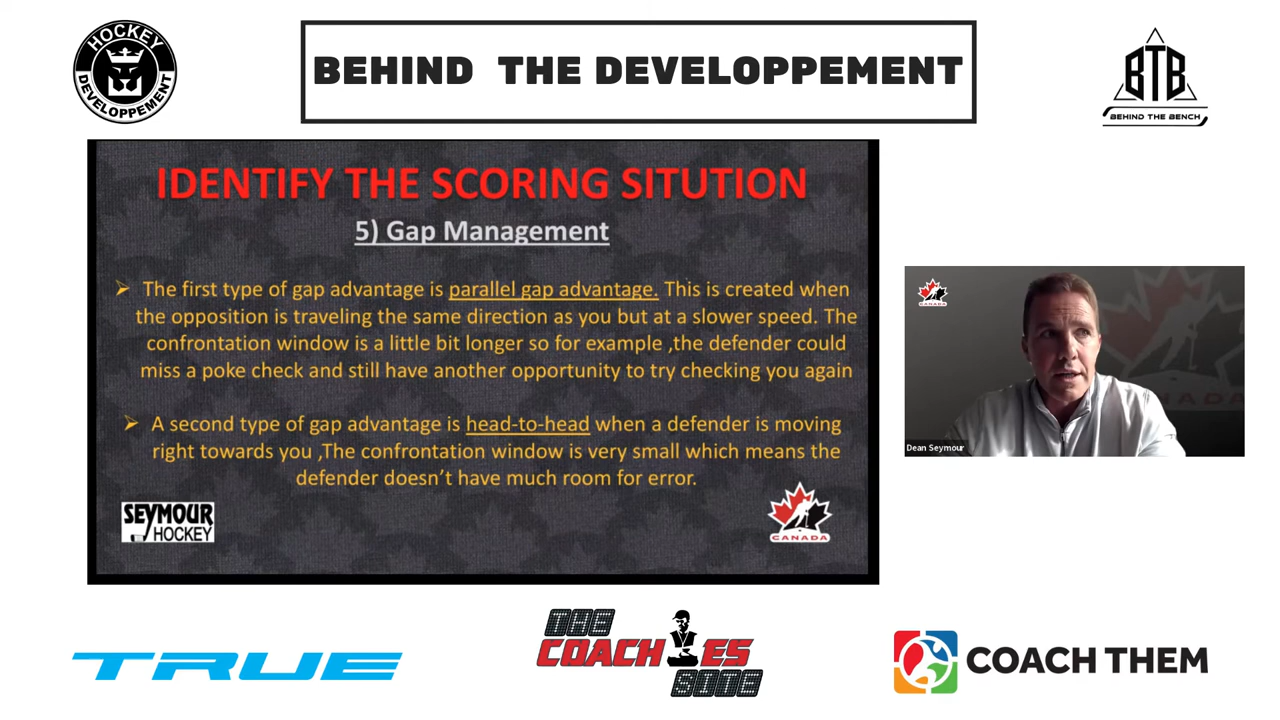 HOCKEY
DEVELOPPEMENT
BEHIND THE DEVELOPPEMENT
BTB
BEHIND THE BENCH
IDENTIFY THE SCORING SITUTION
5) Gap Management
➢ The first type of gap advantage is parallel gap advantage. This is created when
the opposition is traveling the same direction as you but at a slower speed. The
confrontation window is a little bit longer so for example ,the defender could
miss a poke check and still have another opportunity to try checking you again
➢ A second type of gap advantage is head-to-head when a defender is moving
right towards you ,The confrontation window is very small which means the
defender doesn't have much room for error.
SEYMOUR
HOCKEY
CANADA
CANADA
CANADA
Dean Seymour
TRUE
THE
COACHES
SITE
COACH THEM